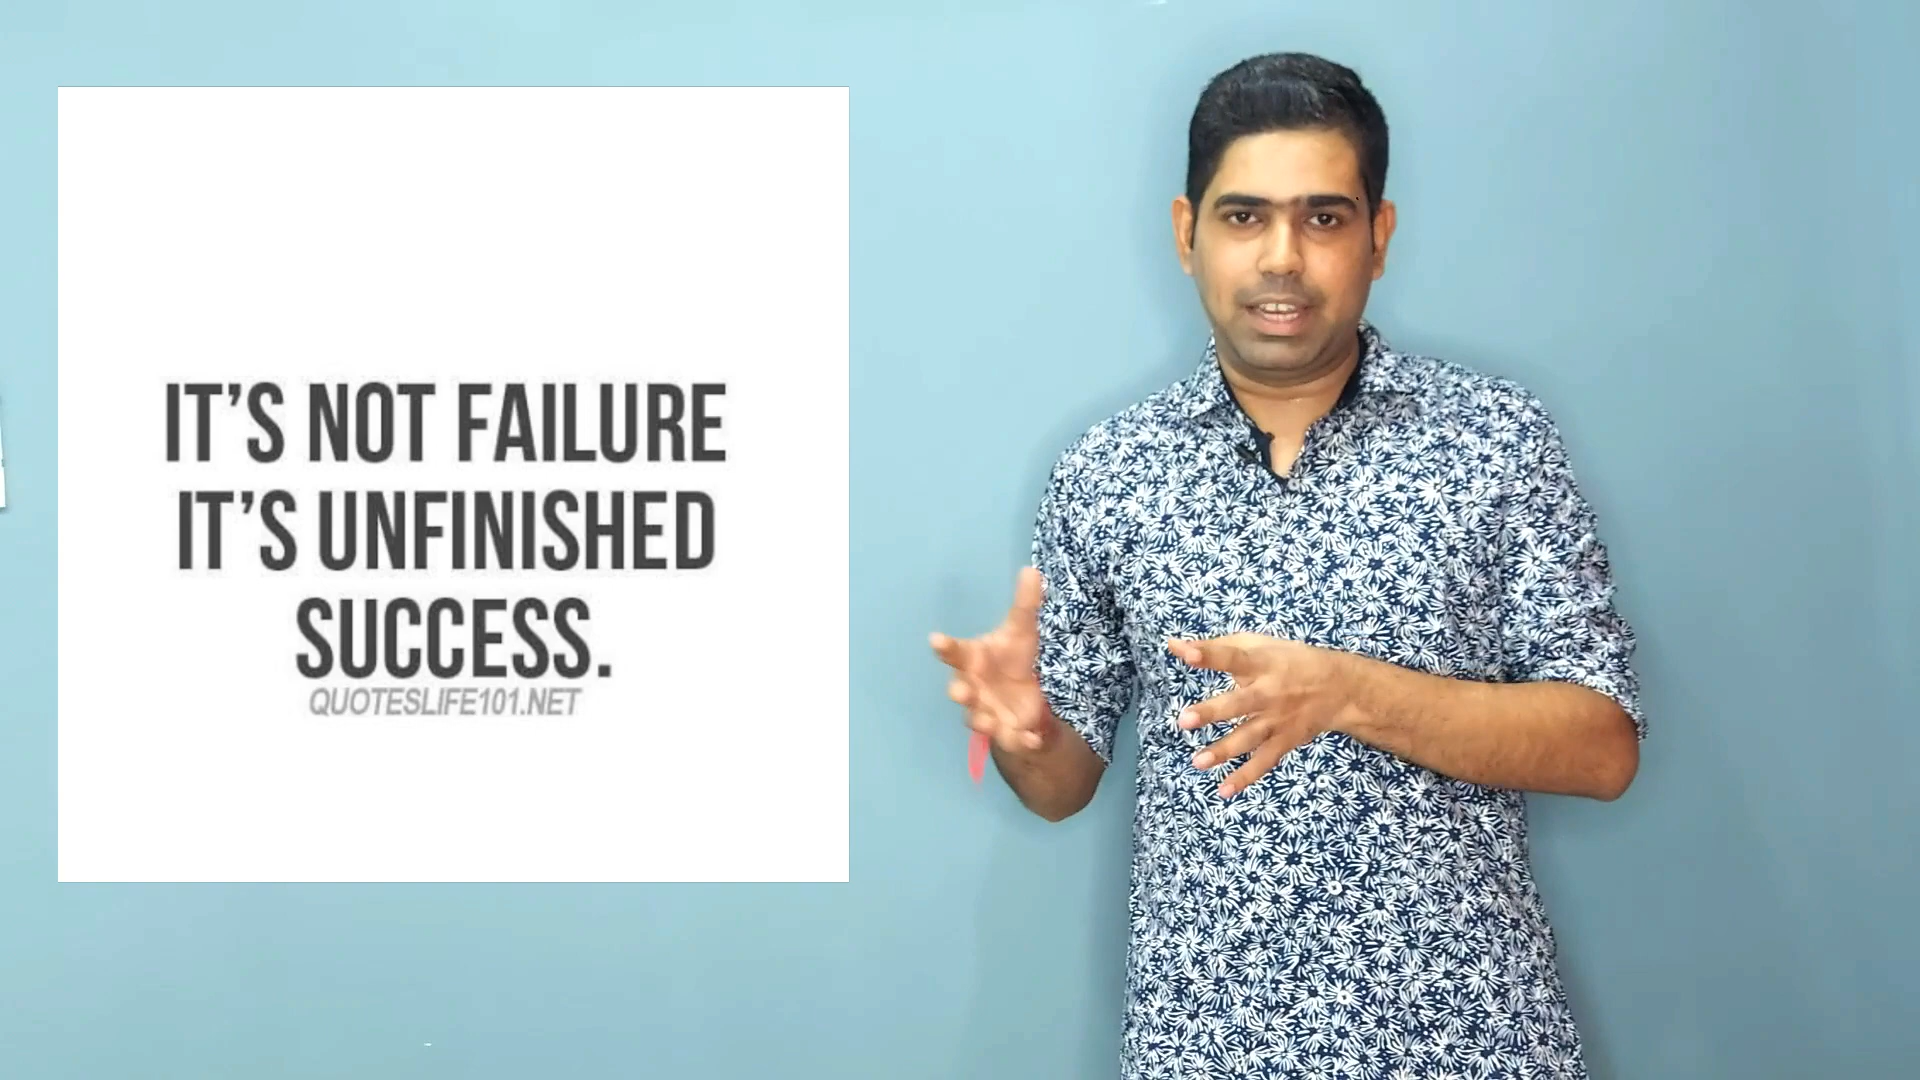 IT'S NOT FAILURE
IT'S UNFINISHED
SUCCESS.
QUOTESLIFE101.NET